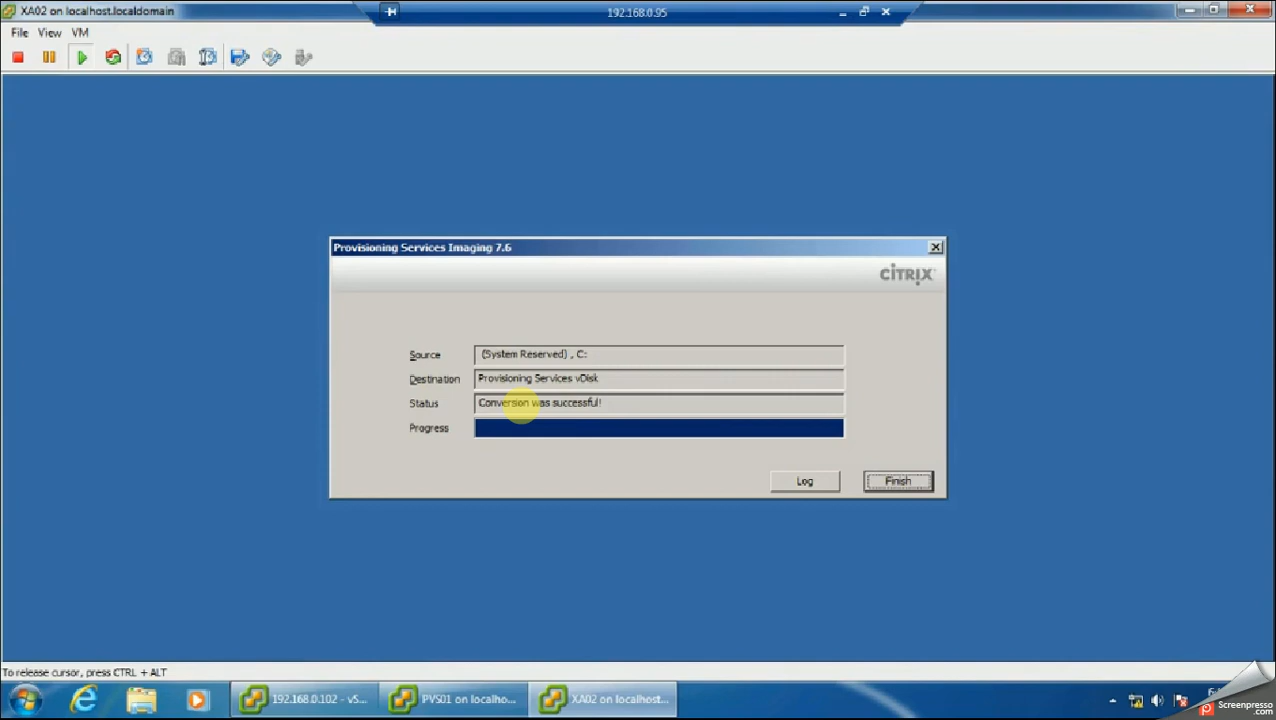 XA02 on localhost.localdomain
192.168.0.95
File View VM
Provisioning Services Imaging 7.6
CITRIX
Source (System Reserved) , C:
Destination Provisioning Services vDisk
Status Conversion was successful!
Progress
Log Finish
To release cursor, press CTRL + ALT
192.168.0.102 - vS... PVS01 on localho... XA02 on localhost...
Screenpresso
.com